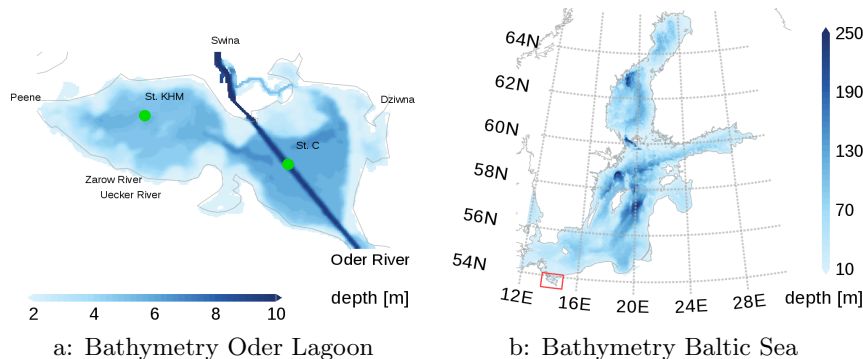 Swina
Peene
St. KHM
Dziwna
St. C
Zarow River
Uecker River
Oder River
2 4 6 8 10
depth [m]
a: Bathymetry Oder Lagoon
64N
62N
60N
58N
56N
54N
12E 16E 20E 24E 28E
250
190
130
70
10
depth [m]
b: Bathymetry Baltic Sea